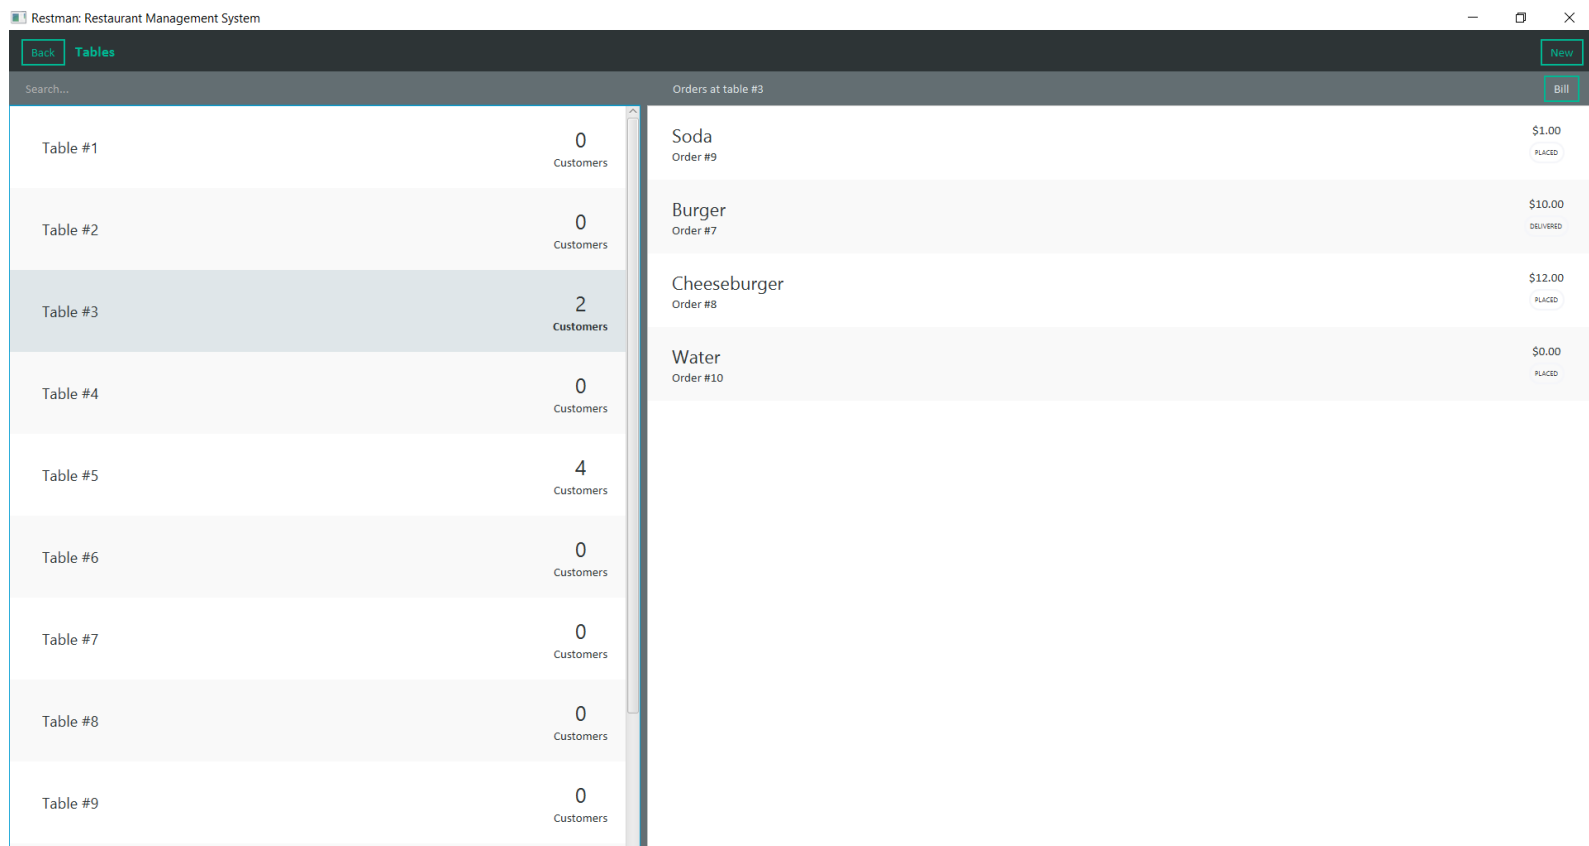 Restman: Restaurant Management System
Back Tables New
Search... Orders at table #3 Bill
Table #1
0
Customers
Table #2
0
Customers
Table #3
2
Customers
Table #4
0
Customers
Table #5
4
Customers
Table #6
0
Customers
Table #7
0
Customers
Table #8
0
Customers
Table #9
0
Customers
Soda $1.00
Order #9 PLACED
Burger $10.00
Order #7 DELIVERED
Cheeseburger $12.00
Order #8 PLACED
Water $0.00
Order #10 PLACED